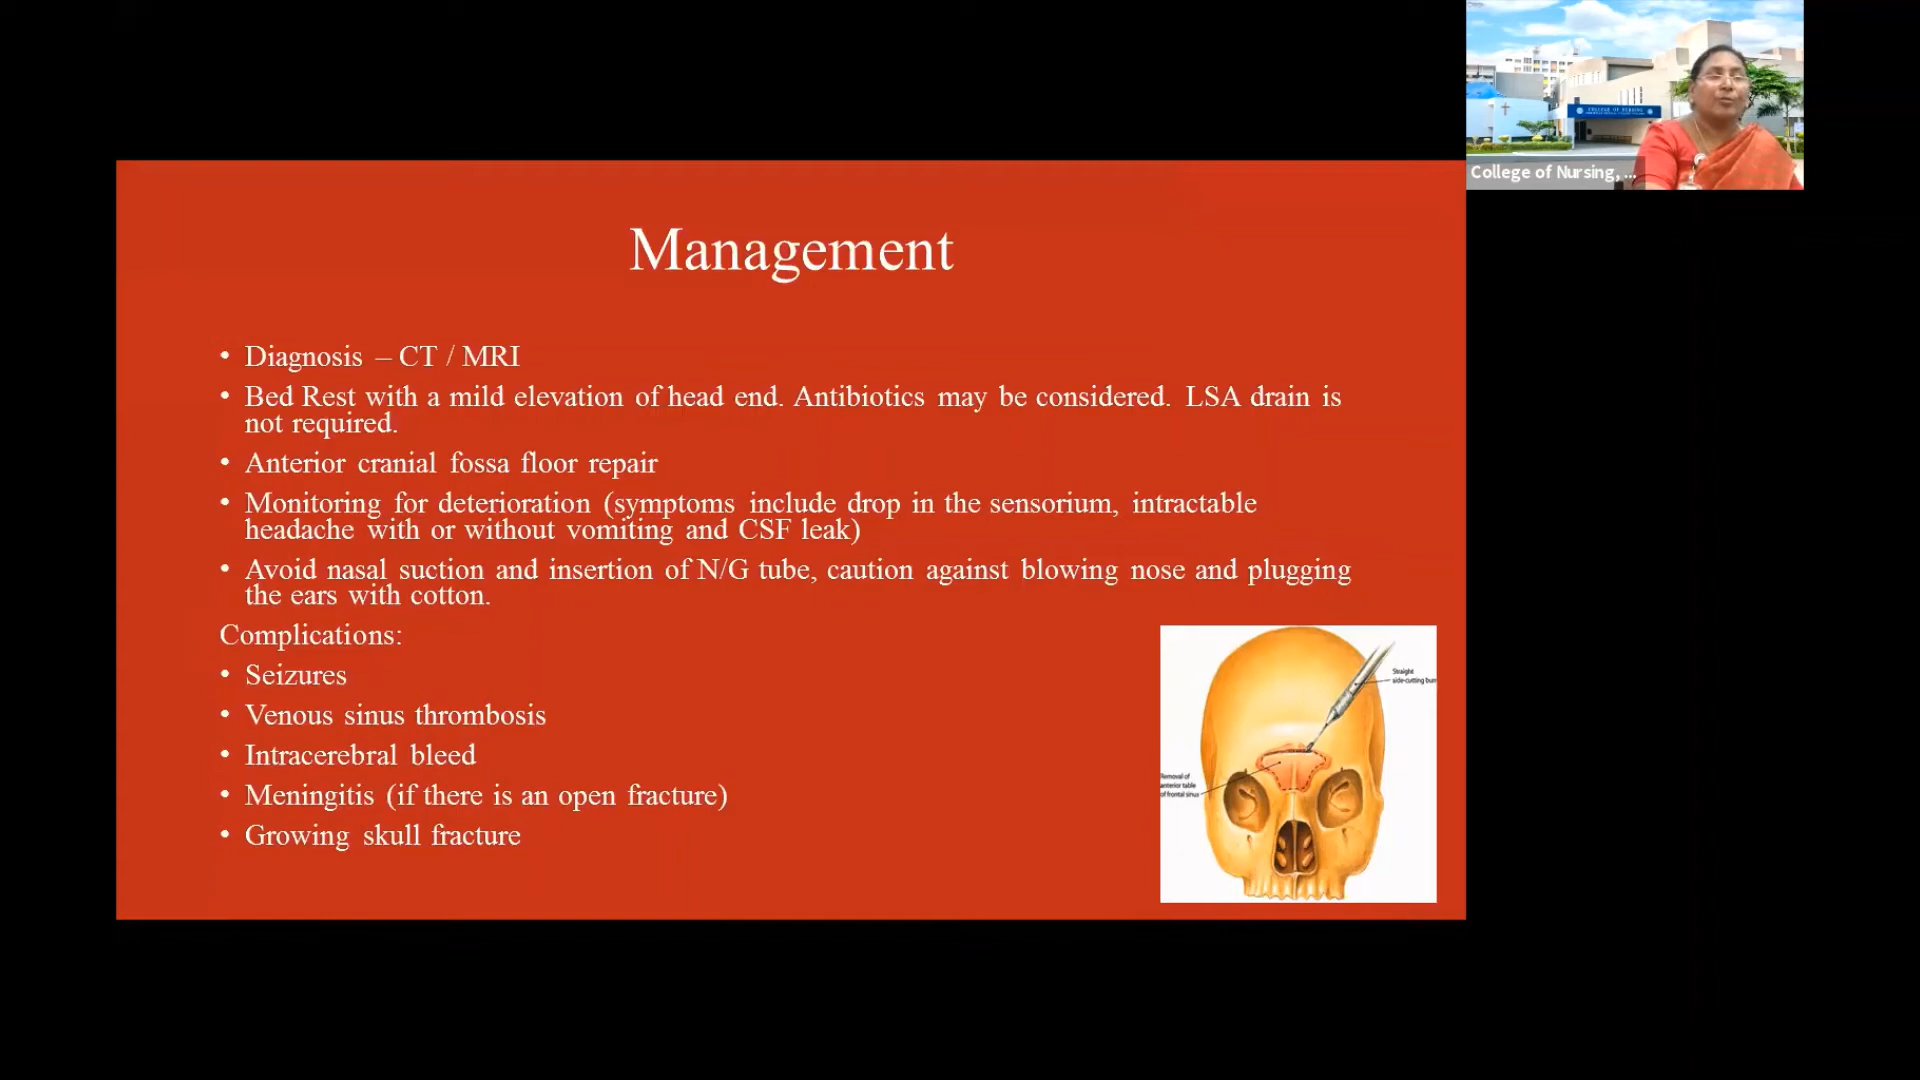 COLLEGE OF NURSING
College of Nursing, ...
Management
• Diagnosis – CT / MRI
• Bed Rest with a mild elevation of head end. Antibiotics may be considered. LSA drain is
not required.
• Anterior cranial fossa floor repair
• Monitoring for deterioration (symptoms include drop in the sensorium, intractable
headache with or without vomiting and CSF leak)
• Avoid nasal suction and insertion of N/G tube, caution against blowing nose and plugging
the ears with cotton.
Complications:
• Seizures
• Venous sinus thrombosis
• Intracerebral bleed
• Meningitis (if there is an open fracture)
• Growing skull fracture
Straight
side-cutting burr
Removal of
anterior table
of frontal sinus